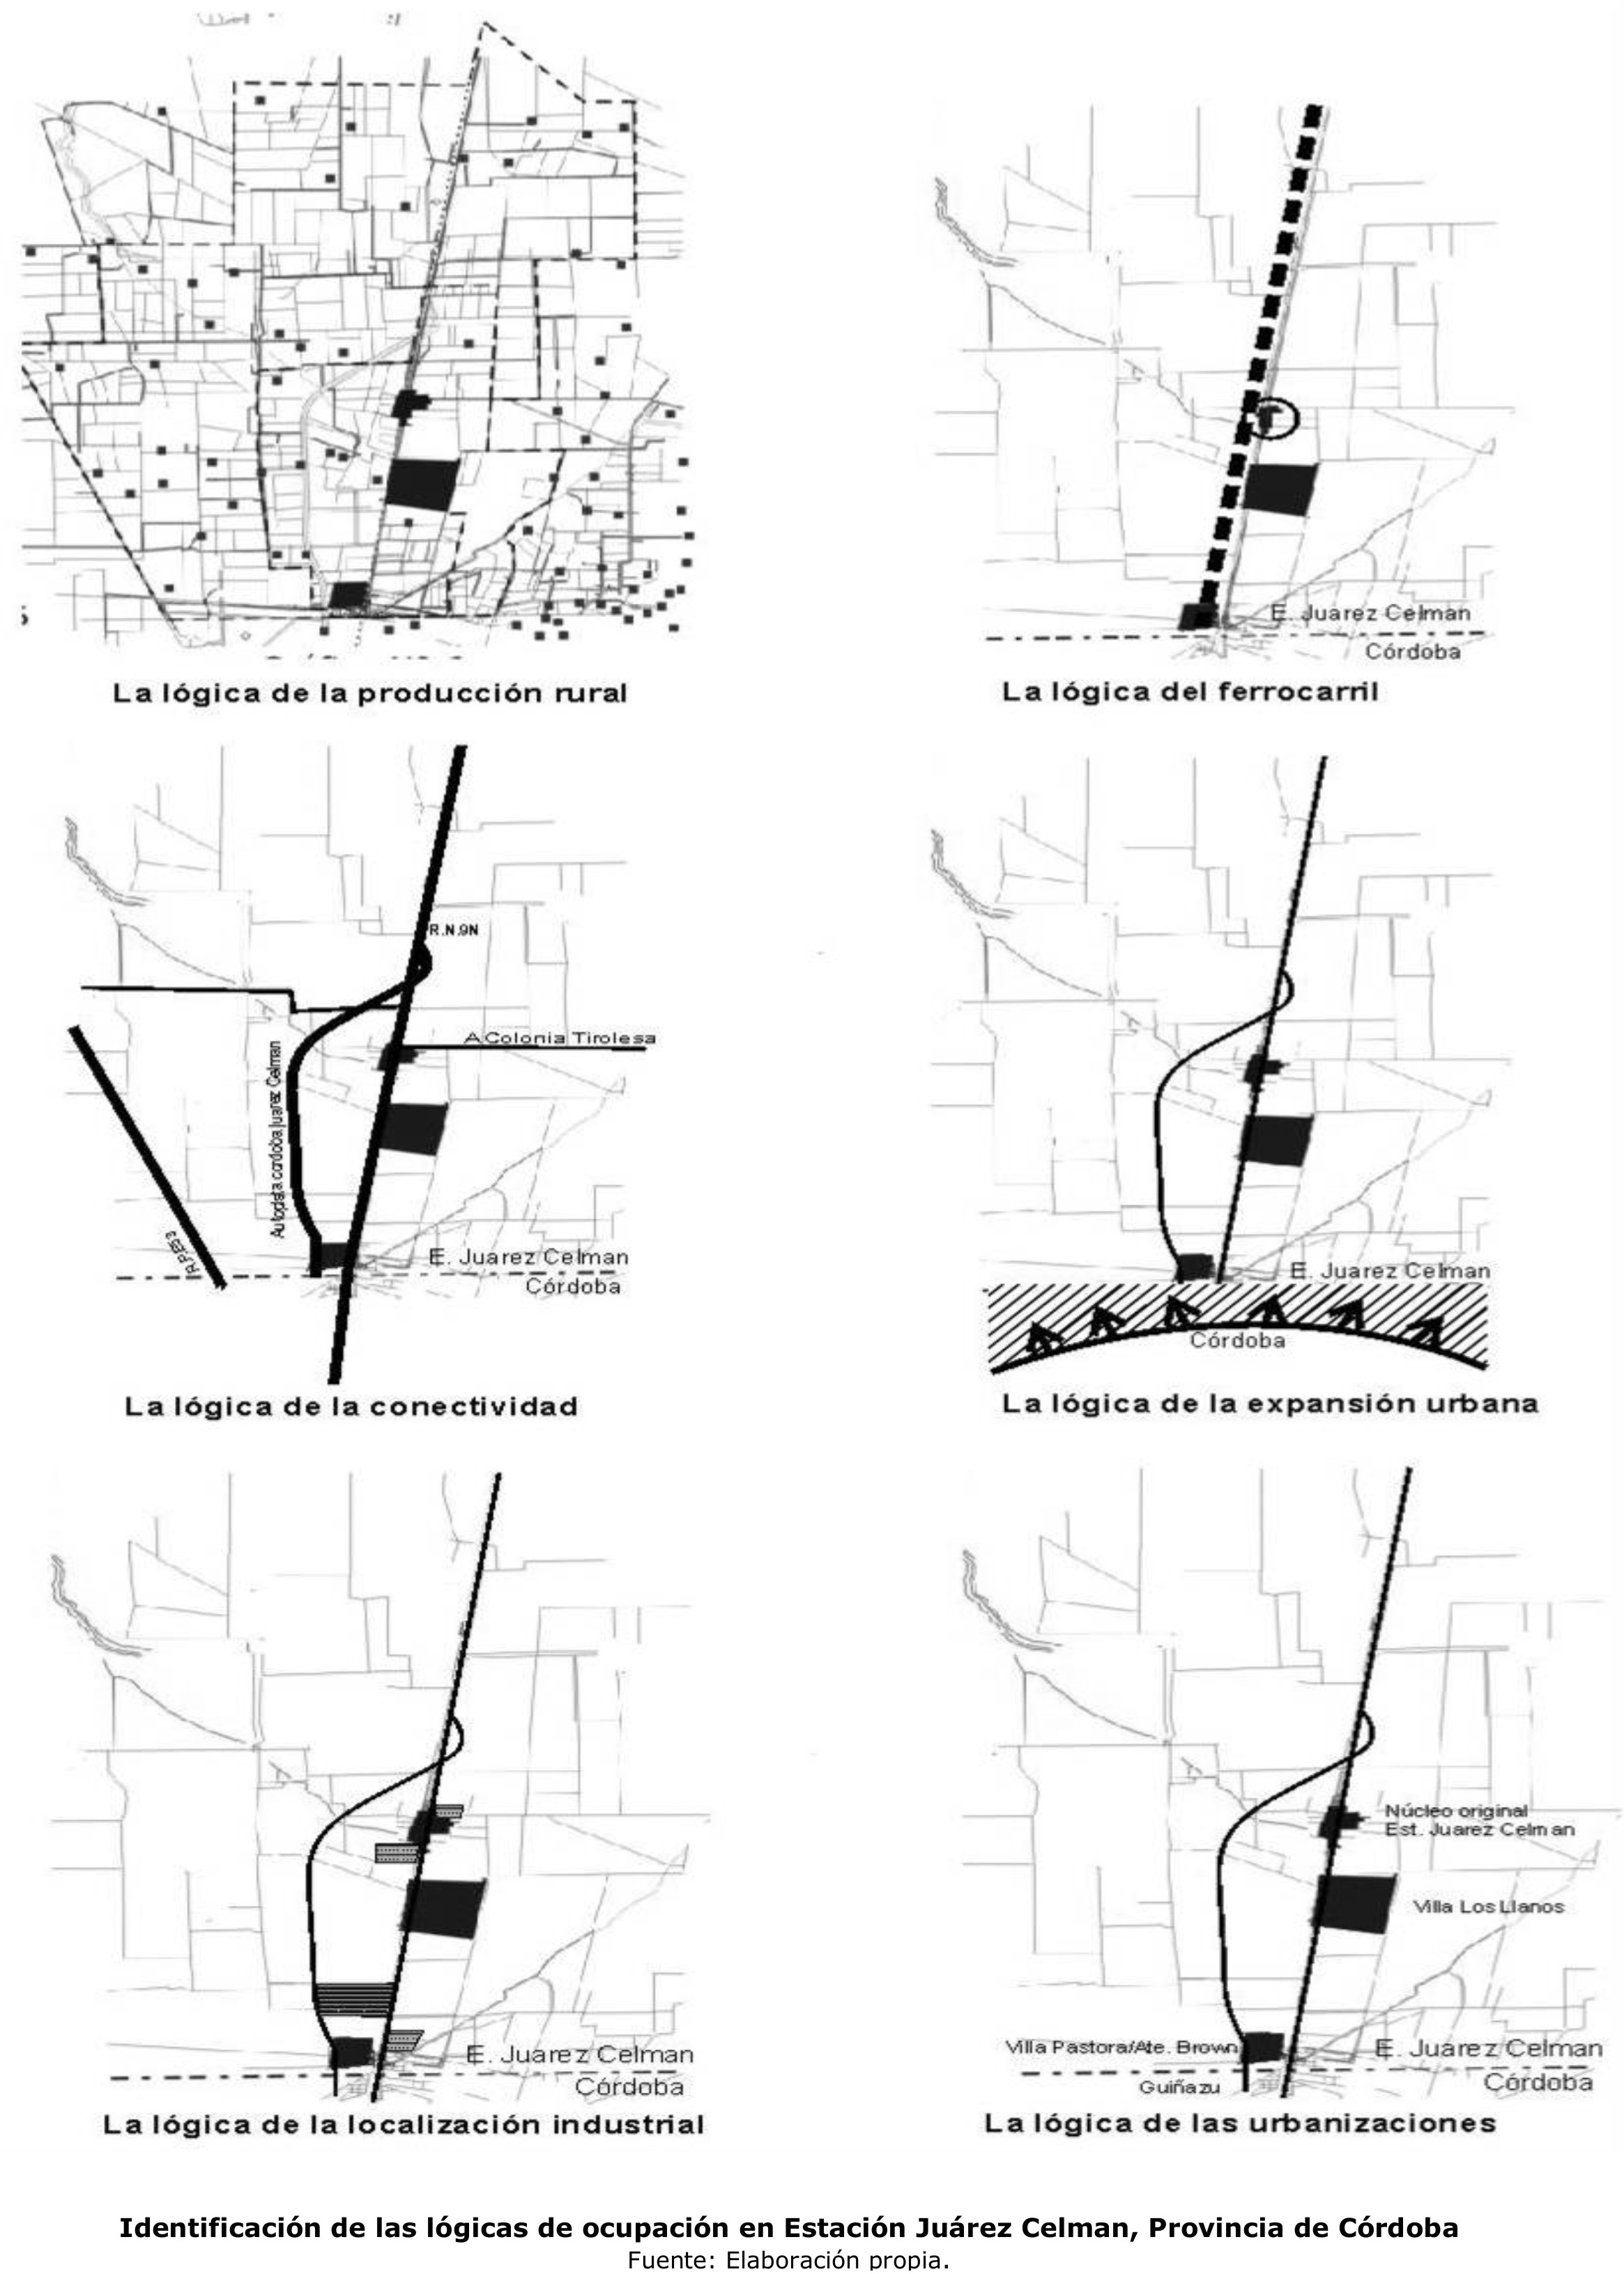 E. Juarez Celman
Córdoba
La lógica de la producción rural
La lógica del ferrocarril
R.N.9N
A Colonia Tirolesa
Autopista cordoba juarez Celman
R.P.E53
E. Juarez Celman
Córdoba
E. Juarez Celman
Córdoba
La lógica de la conectividad
La lógica de la expansión urbana
E. Juarez Celman
Córdoba
Núcleo original
Est. Juarez Celman
Villa Los Llanos
Villa Pastora/Ate. Brown
E. Juarez Celman
Guiñazu
Córdoba
La lógica de la localización industrial
La lógica de las urbanizaciones
Identificación de las lógicas de ocupación en Estación Juárez Celman, Provincia de Córdoba
Fuente: Elaboración propia.